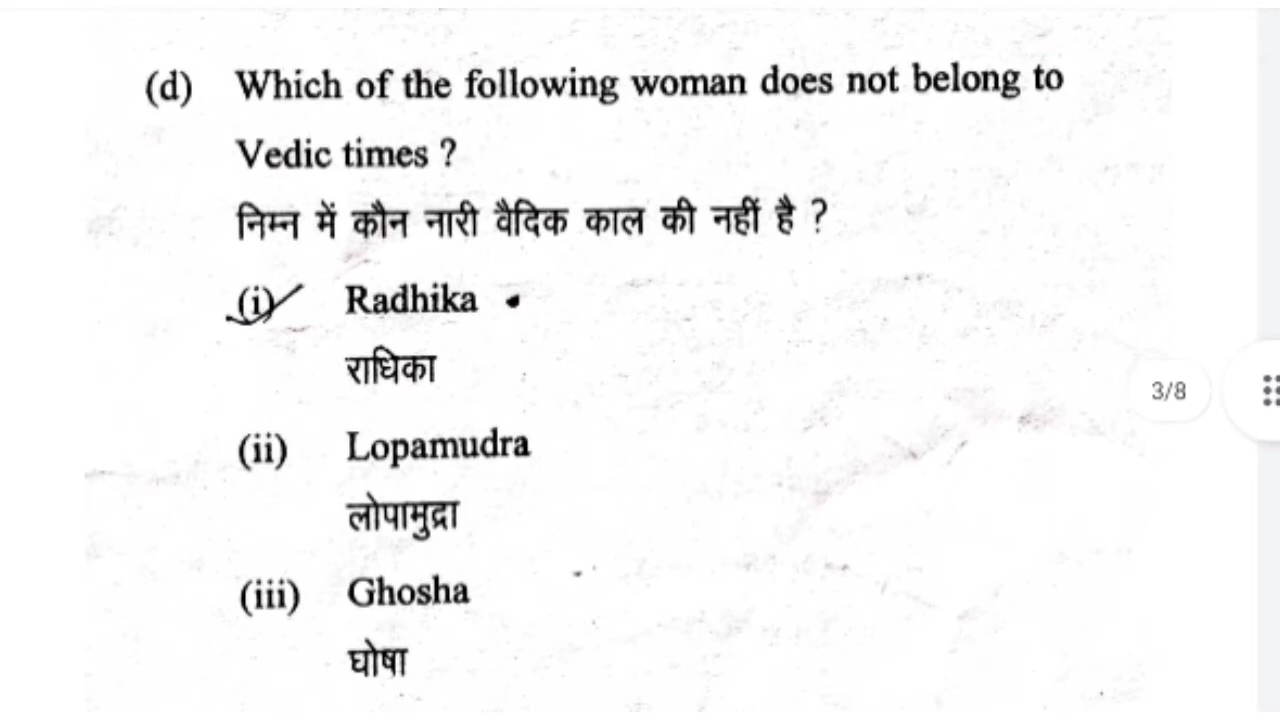 (d) Which of the following woman does not belong to
Vedic times ?
निम्न में कौन नारी वैदिक काल की नहीं है ?
(i) Radhika
राधिका
(ii) Lopamudra
लोपामुद्रा
(iii) Ghosha
घोषा
3/8